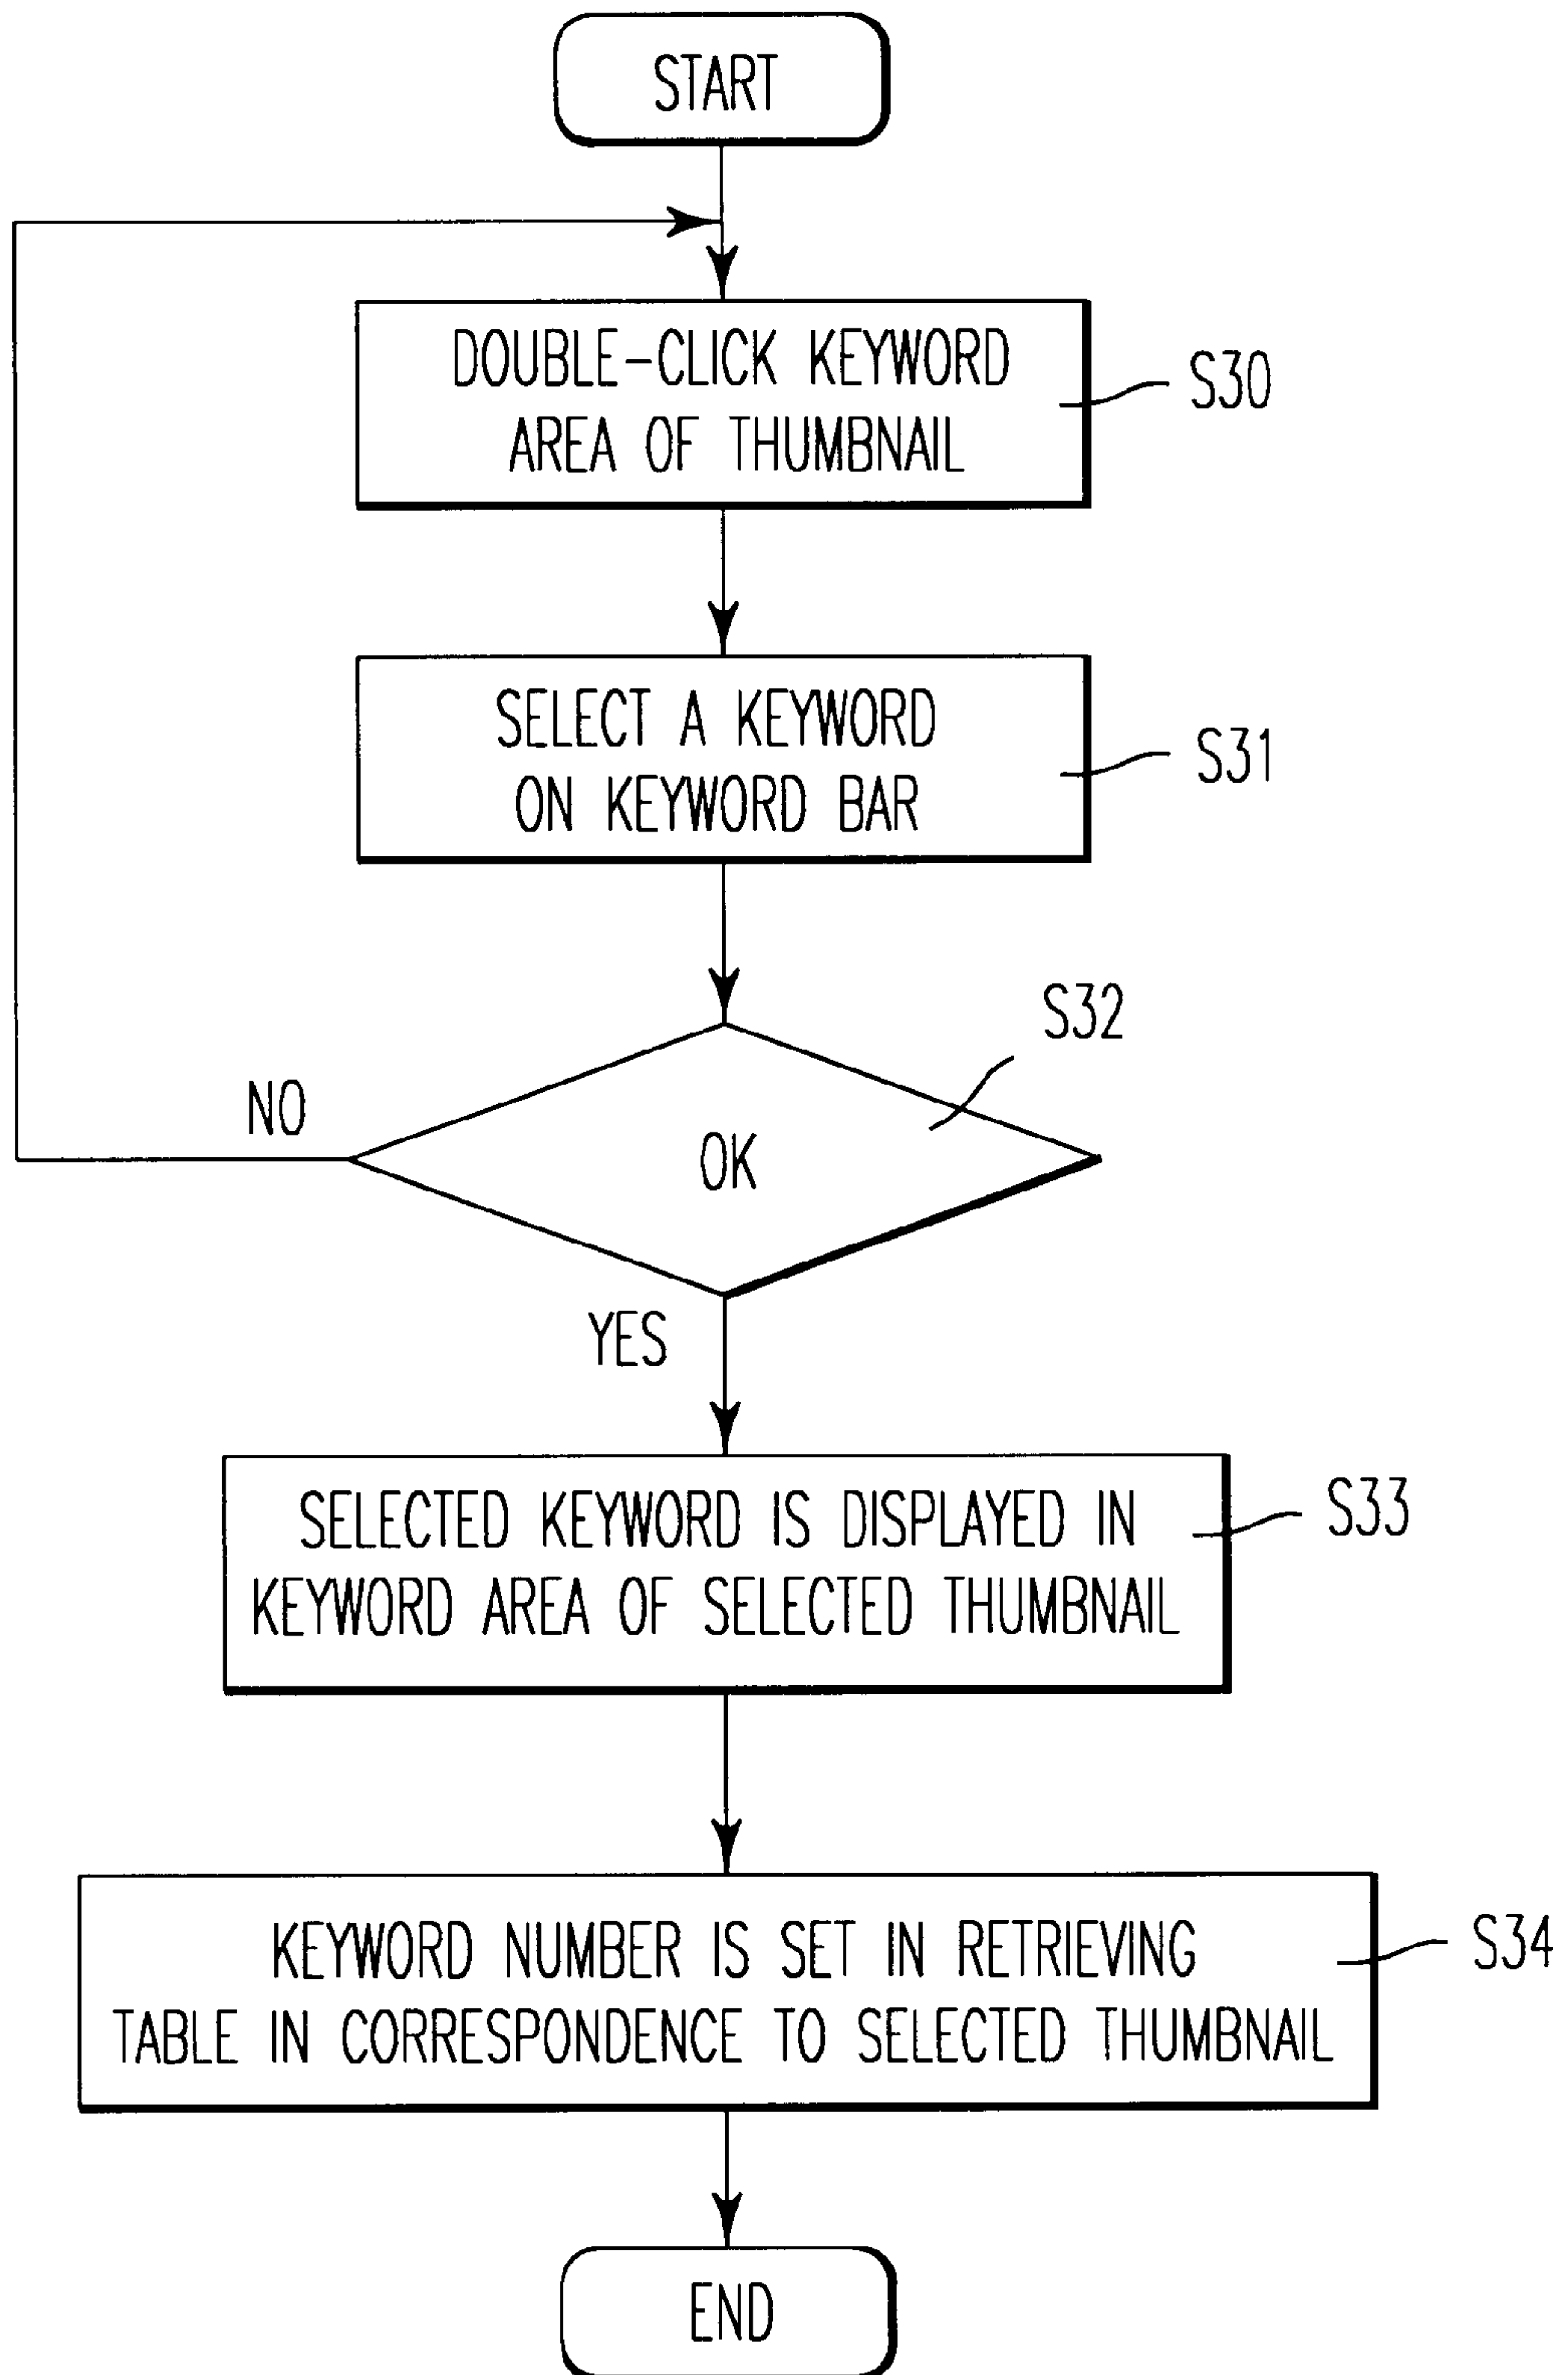 START
DOUBLE-CLICK KEYWORD
AREA OF THUMBNAIL
S30
SELECT A KEYWORD
ON KEYWORD BAR
S31
S32
NO
OK
YES
SELECTED KEYWORD IS DISPLAYED IN
KEYWORD AREA OF SELECTED THUMBNAIL
S33
KEYWORD NUMBER IS SET IN RETRIEVING
TABLE IN CORRESPONDENCE TO SELECTED THUMBNAIL
S34
END